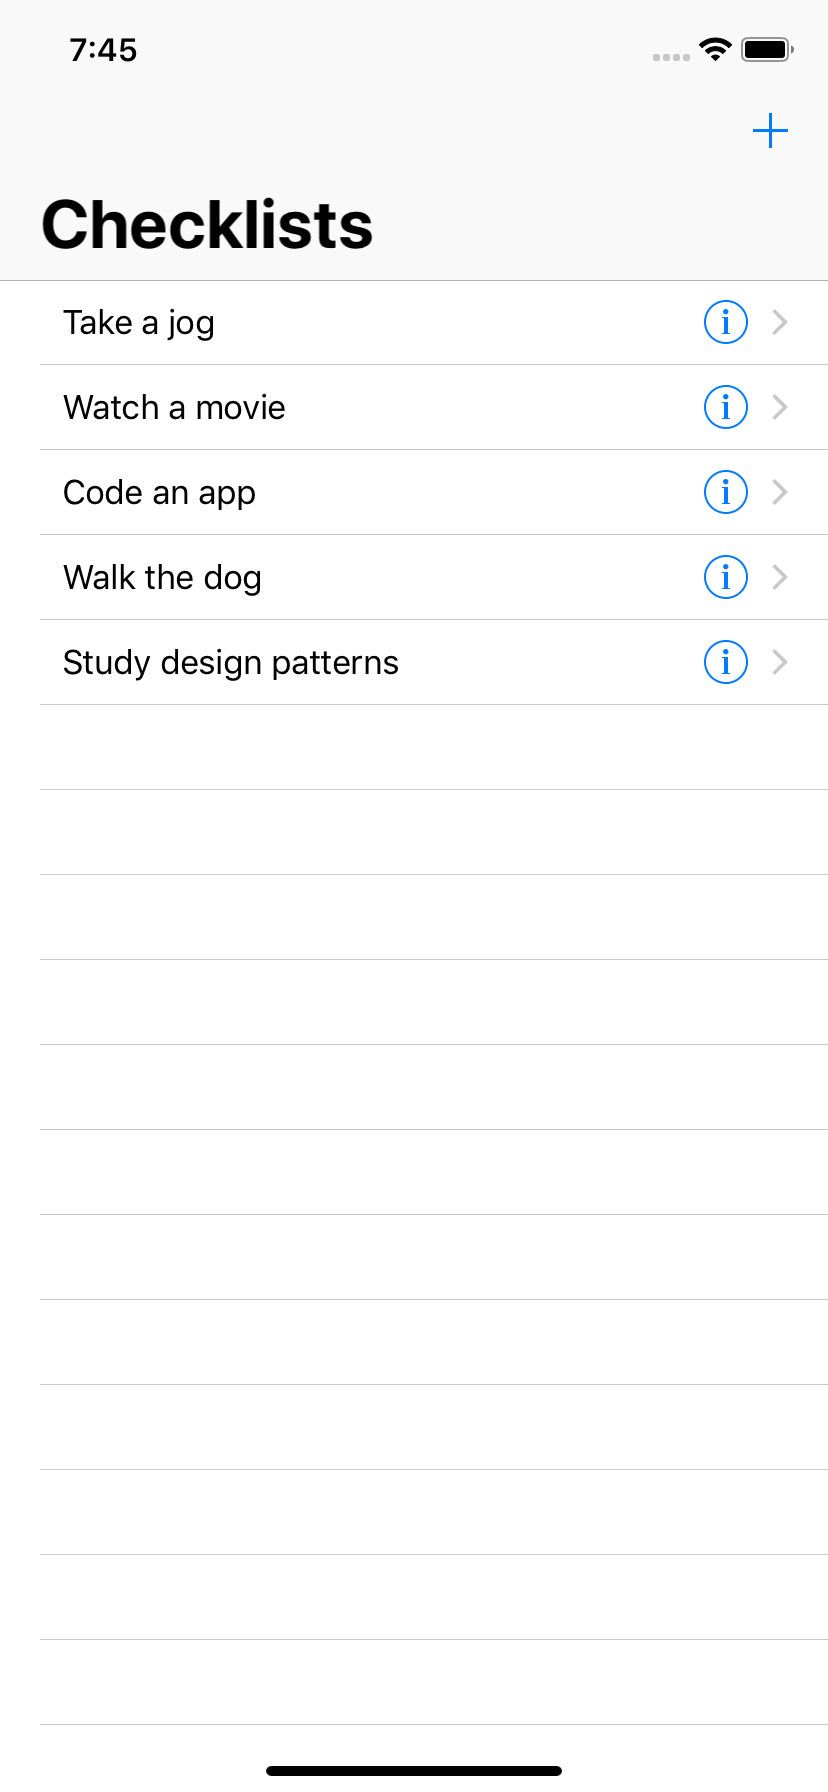 7:45
Checklists
Take a jog
Watch a movie
Code an app
Walk the dog
Study design patterns